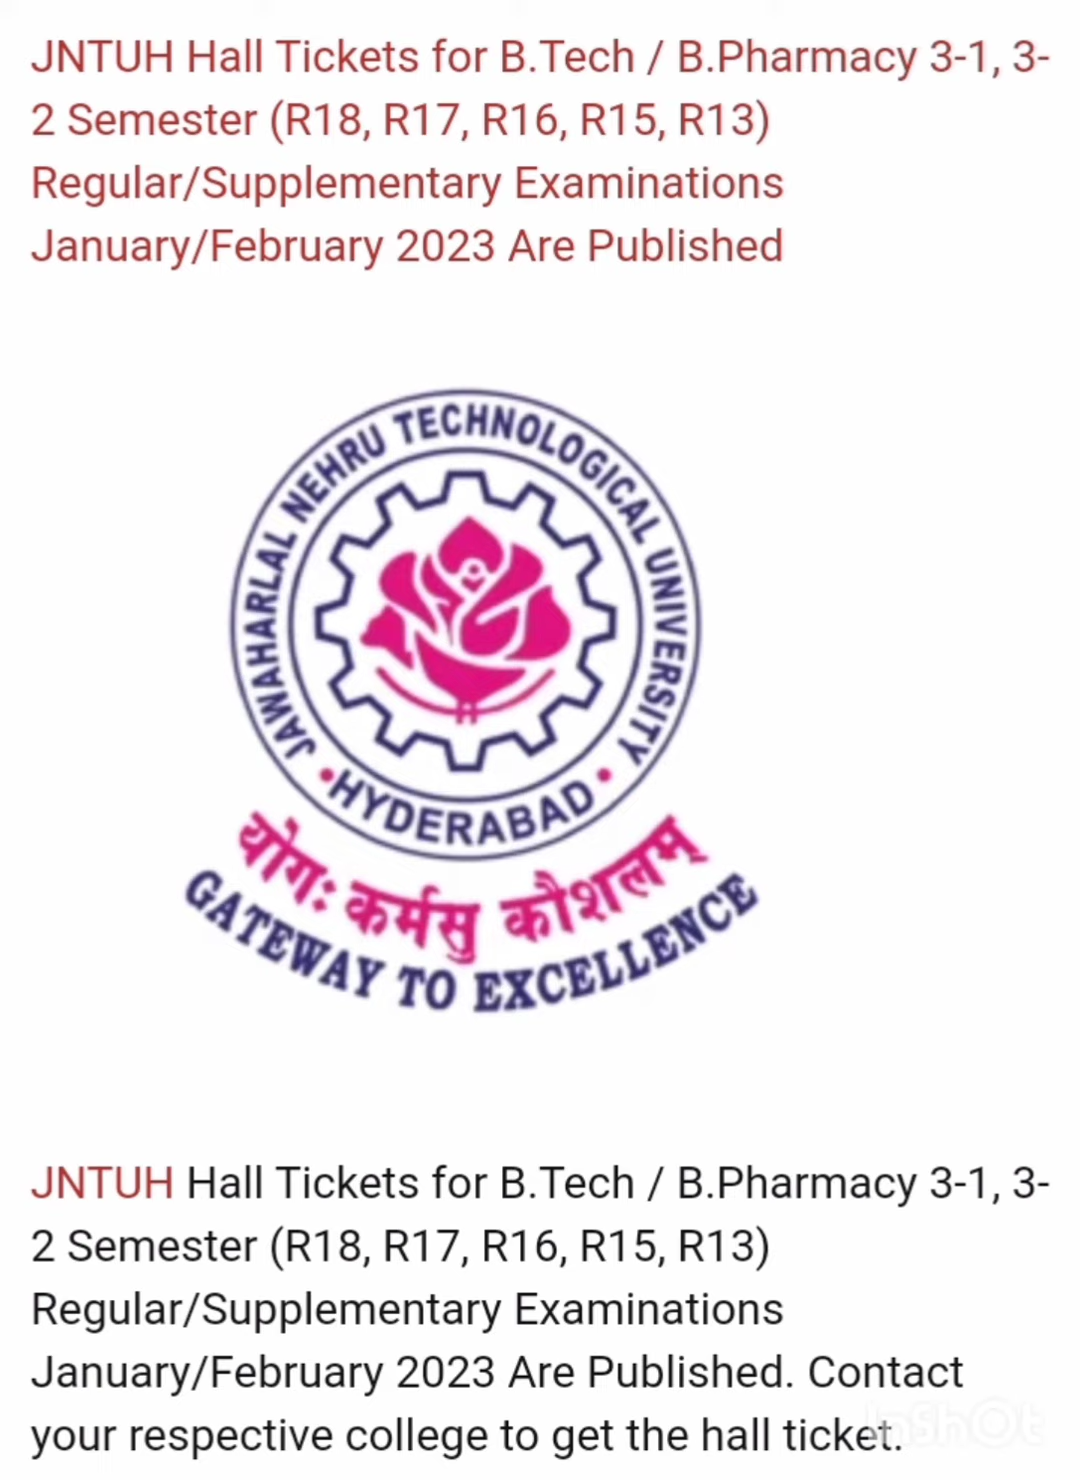 JNTUH Hall Tickets for B.Tech / B.Pharmacy 3-1, 3-
2 Semester (R18, R17, R16, R15, R13)
Regular/Supplementary Examinations
January/February 2023 Are Published
JAWAHARLAL NEHRU TECHNOLOGICAL UNIVERSITY
•HYDERABAD•
योगः कर्मसु कौशलम्
GATEWAY TO EXCELLENCE
JNTUH Hall Tickets for B.Tech / B.Pharmacy 3-1, 3-
2 Semester (R18, R17, R16, R15, R13)
Regular/Supplementary Examinations
January/February 2023 Are Published. Contact
your respective college to get the hall ticket.
InShOt